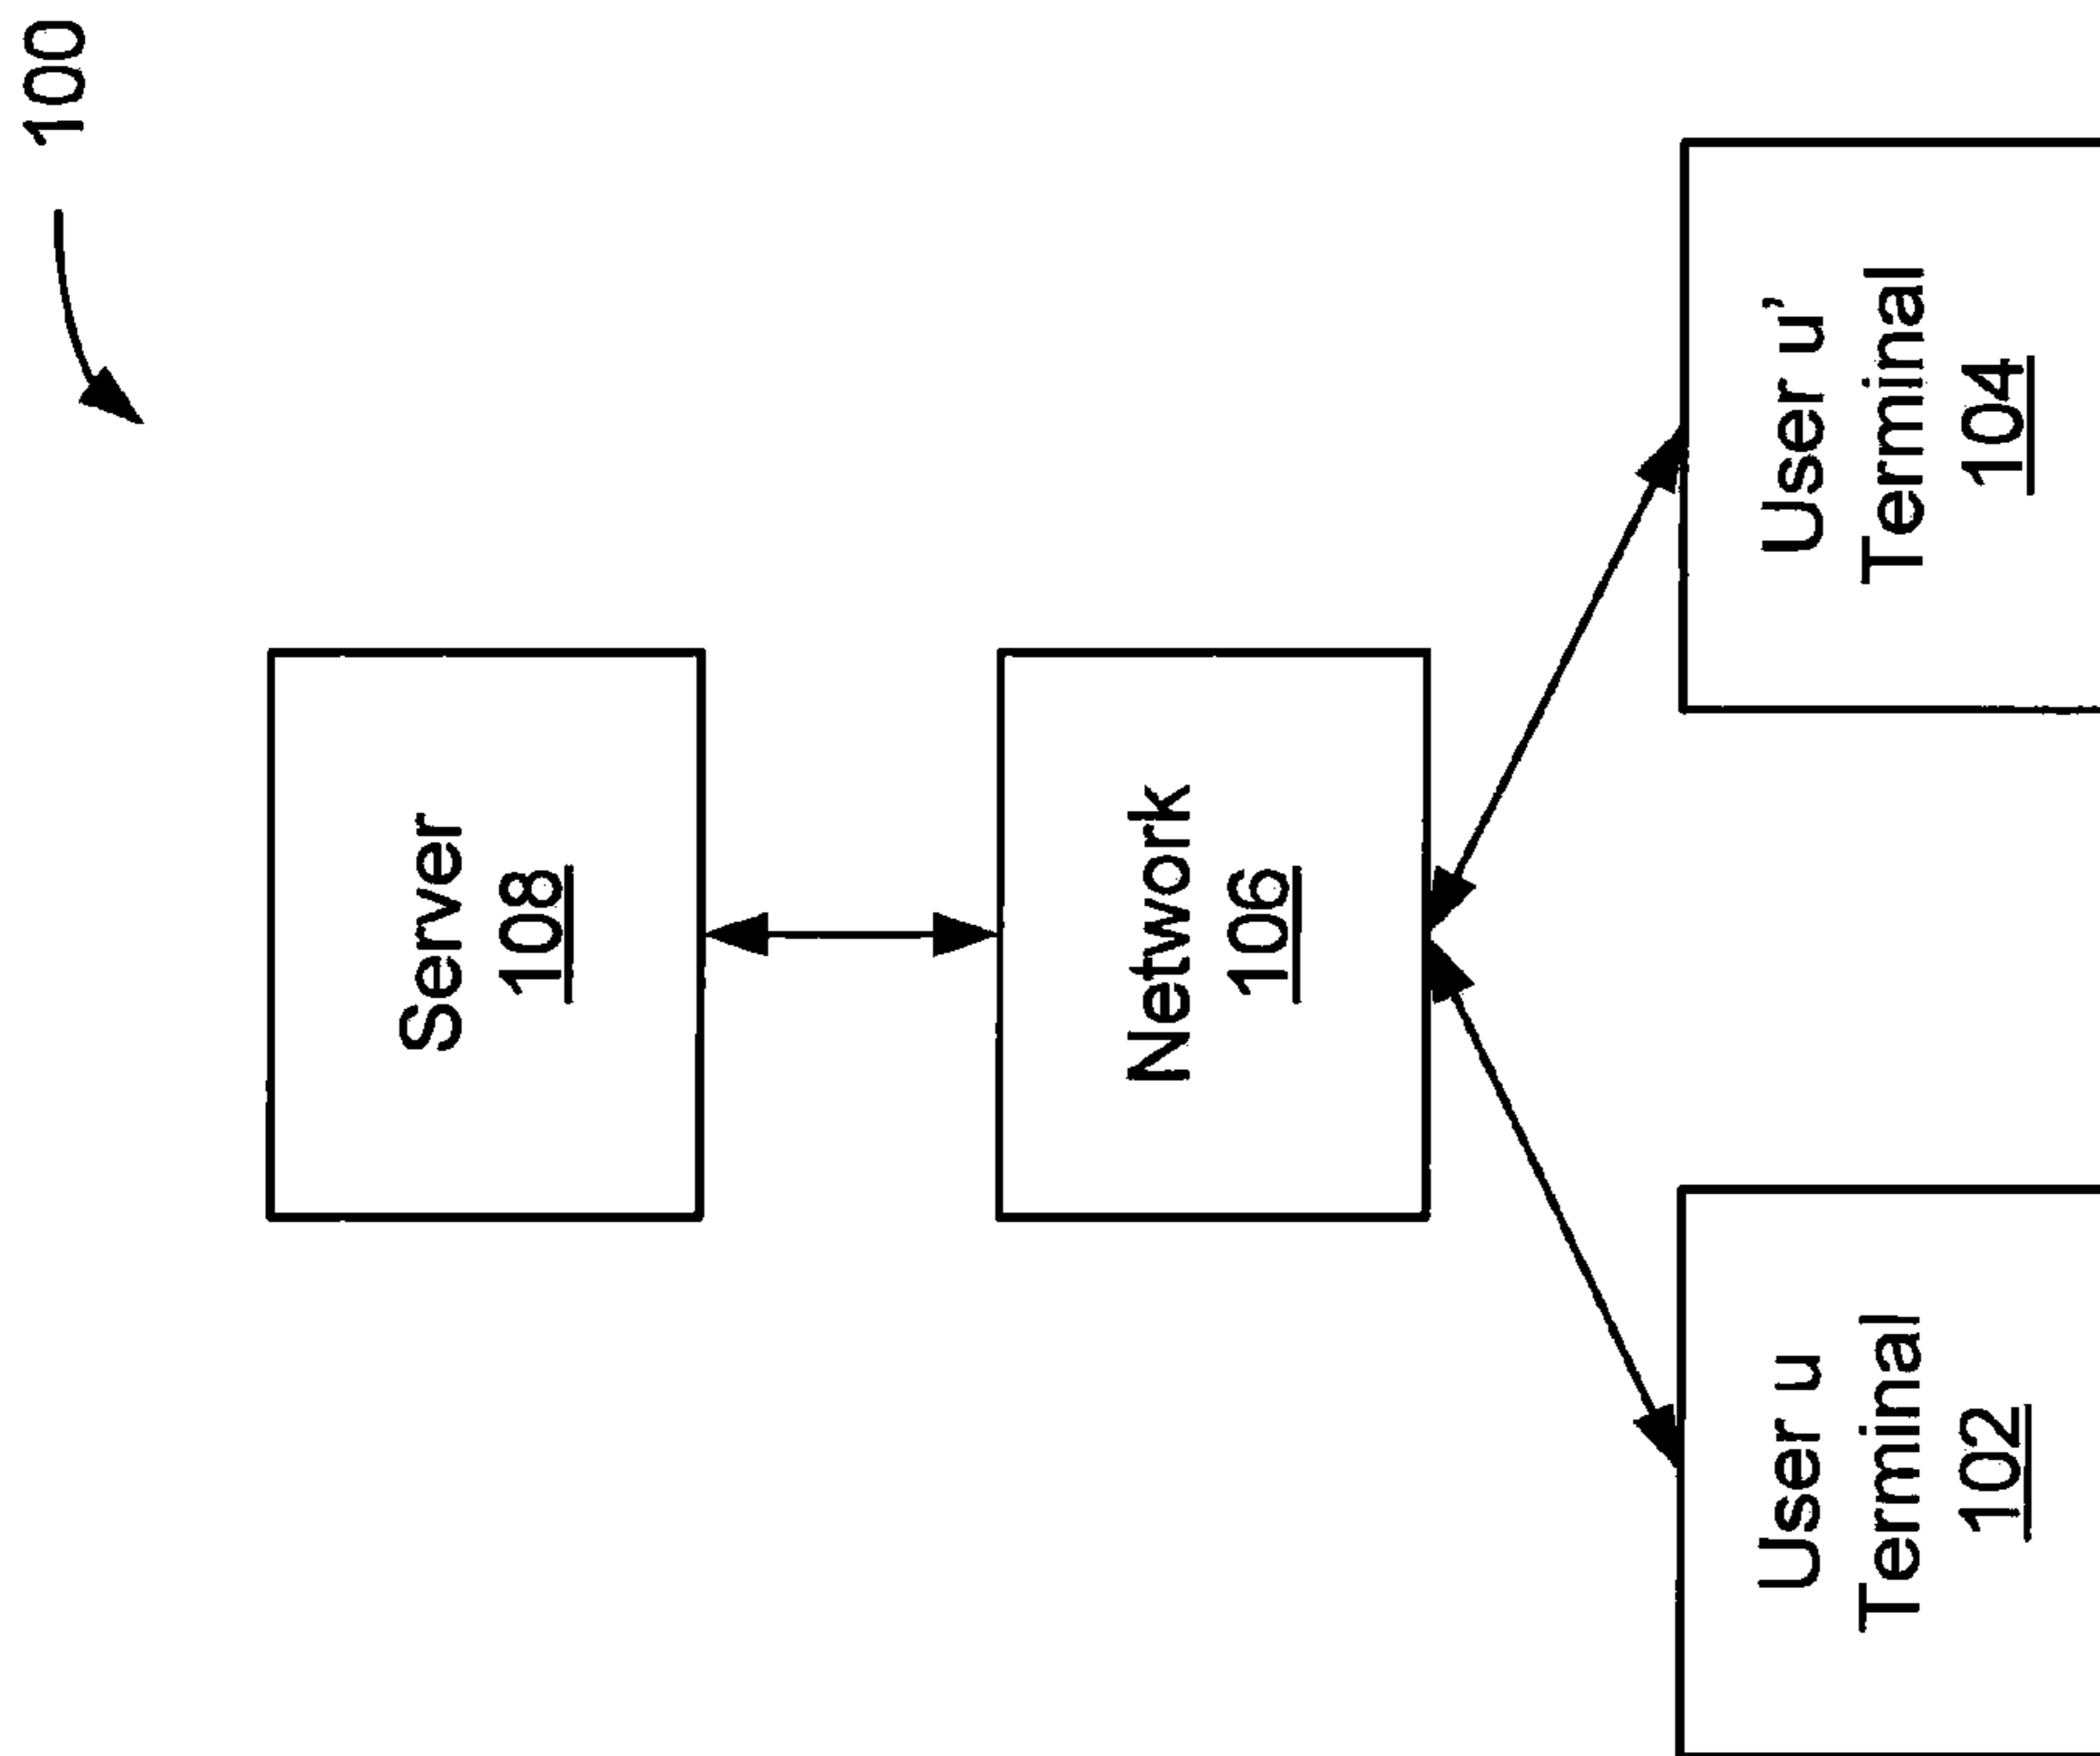 100
Server
108
Network
106
User u
Terminal
102
User u’
Terminal
104